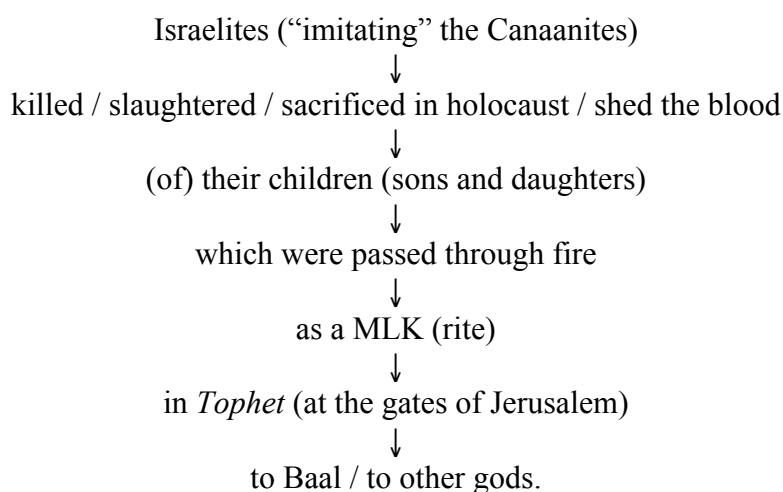 Israelites (“imitating” the Canaanites)
↓
killed / slaughtered / sacrificed in holocaust / shed the blood
↓
(of) their children (sons and daughters)
↓
which were passed through fire
↓
as a MLK (rite)
↓
in Tophet (at the gates of Jerusalem)
↓
to Baal / to other gods.